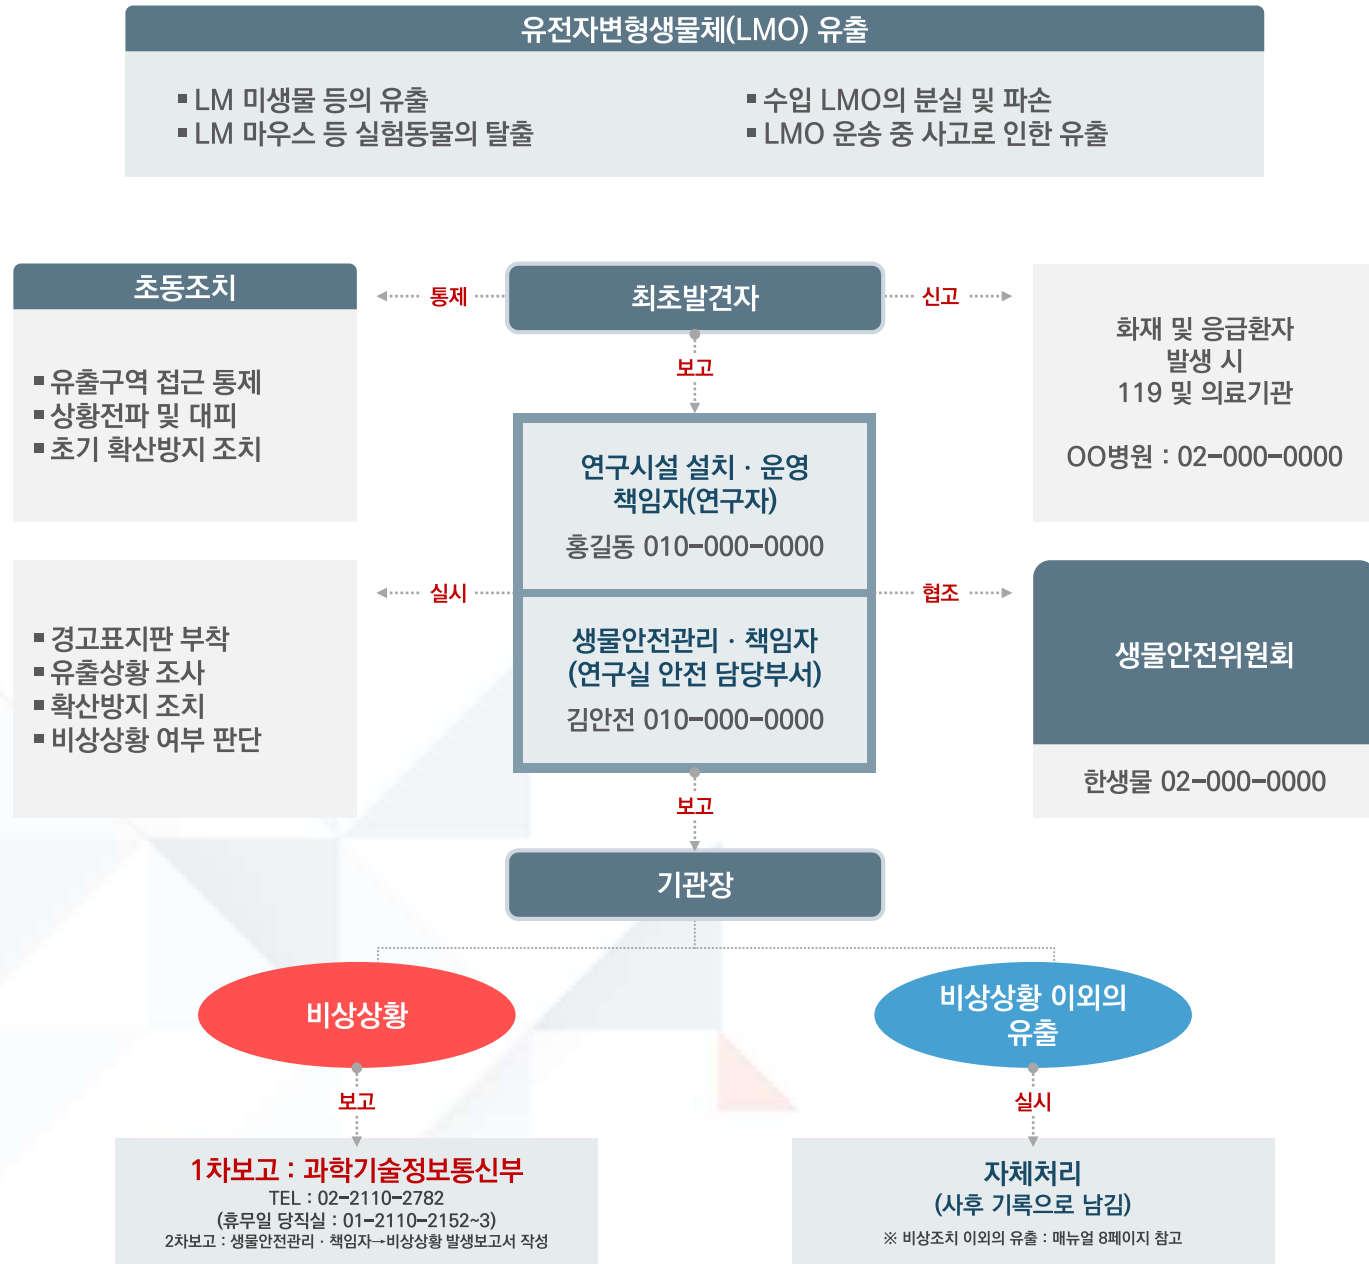 유전자변형생물체(LMO) 유출
▪ LM 미생물 등의 유출
▪ LM 마우스 등 실험동물의 탈출
▪ 수입 LMO의 분실 및 파손
▪ LMO 운송 중 사고로 인한 유출
초동조치
▪ 유출구역 접근 통제
▪ 상황전파 및 대피
▪ 초기 확산방지 조치
통제
최초발견자
신고
화재 및 응급환자
발생 시
119 및 의료기관
OO병원 : 02-000-0000
보고
연구시설 설치 · 운영
책임자(연구자)
홍길동 010-000-0000
생물안전관리 · 책임자
(연구실 안전 담당부서)
김안전 010-000-0000
실시
▪ 경고표지판 부착
▪ 유출상황 조사
▪ 확산방지 조치
▪ 비상상황 여부 판단
협조
생물안전위원회
한생물 02-000-0000
보고
기관장
비상상황
보고
1차보고 : 과학기술정보통신부
TEL : 02-2110-2782
(휴무일 당직실 : 01-2110-2152~3)
2차보고 : 생물안전관리 · 책임자→비상상황 발생보고서 작성
비상상황 이외의
유출
실시
자체처리
(사후 기록으로 남김)
※ 비상조치 이외의 유출 : 매뉴얼 8페이지 참고